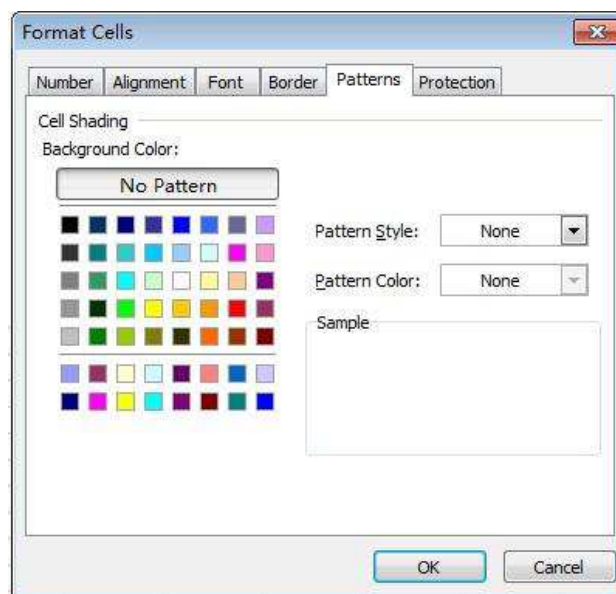 Format Cells
Number Alignment Font Border Patterns Protection
Cell Shading
Background Color:
No Pattern
Pattern Style: None
Pattern Color: None
Sample
OK Cancel